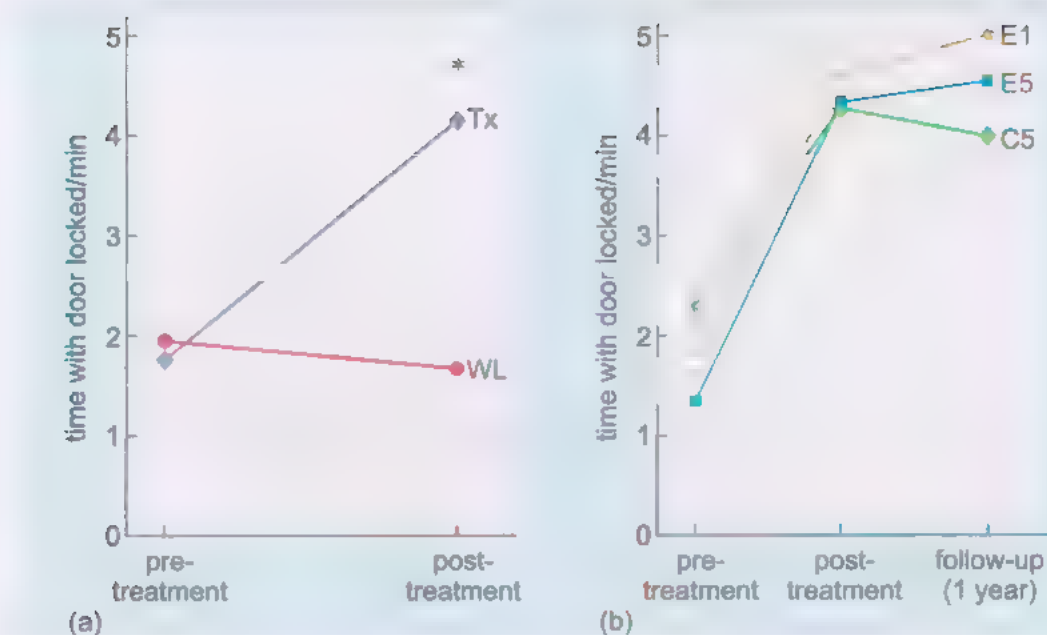 time with door locked/min
5
4
3
2
1
0
*
Tx
WL
pre-
treatment
post-
treatment
(a)
time with door locked/min
5
4
3
2
1
0
E1
E5
C5
pre-
treatment
post-
treatment
follow-up
(1 year)
(b)